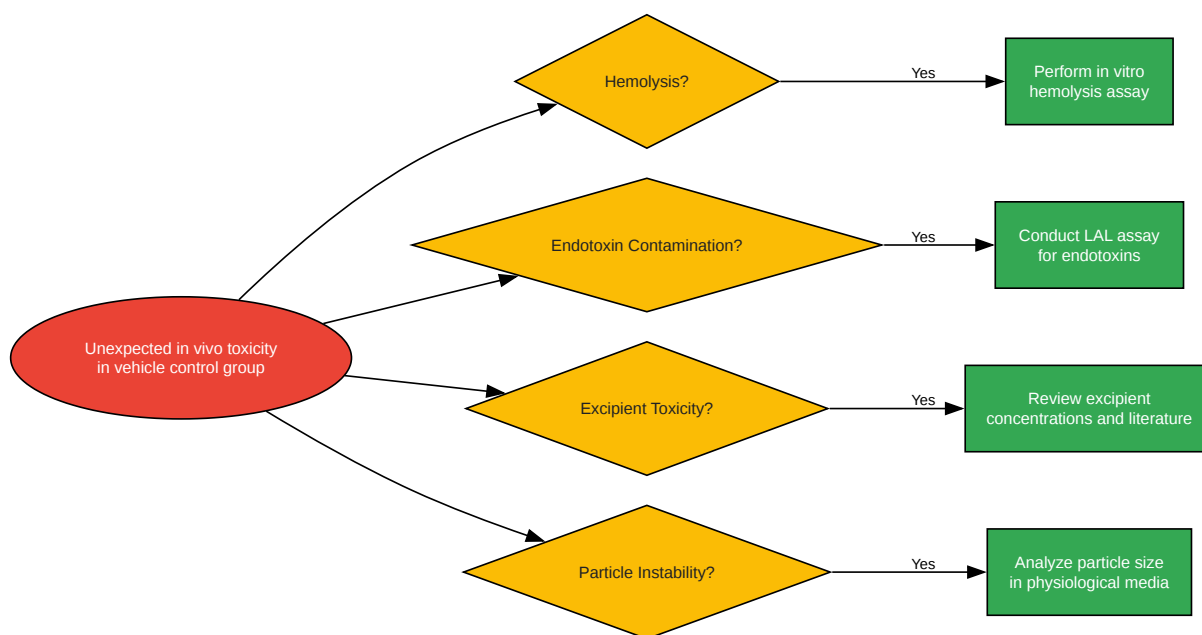 Hemolysis?
Yes
Perform in vitro
hemolysis assay
Endotoxin Contamination?
Yes
Conduct LAL assay
for endotoxins
Unexpected in vivo toxicity
in vehicle control group
Excipient Toxicity?
Yes
Review excipient
concentrations and literature
Particle Instability?
Yes
Analyze particle size
in physiological media